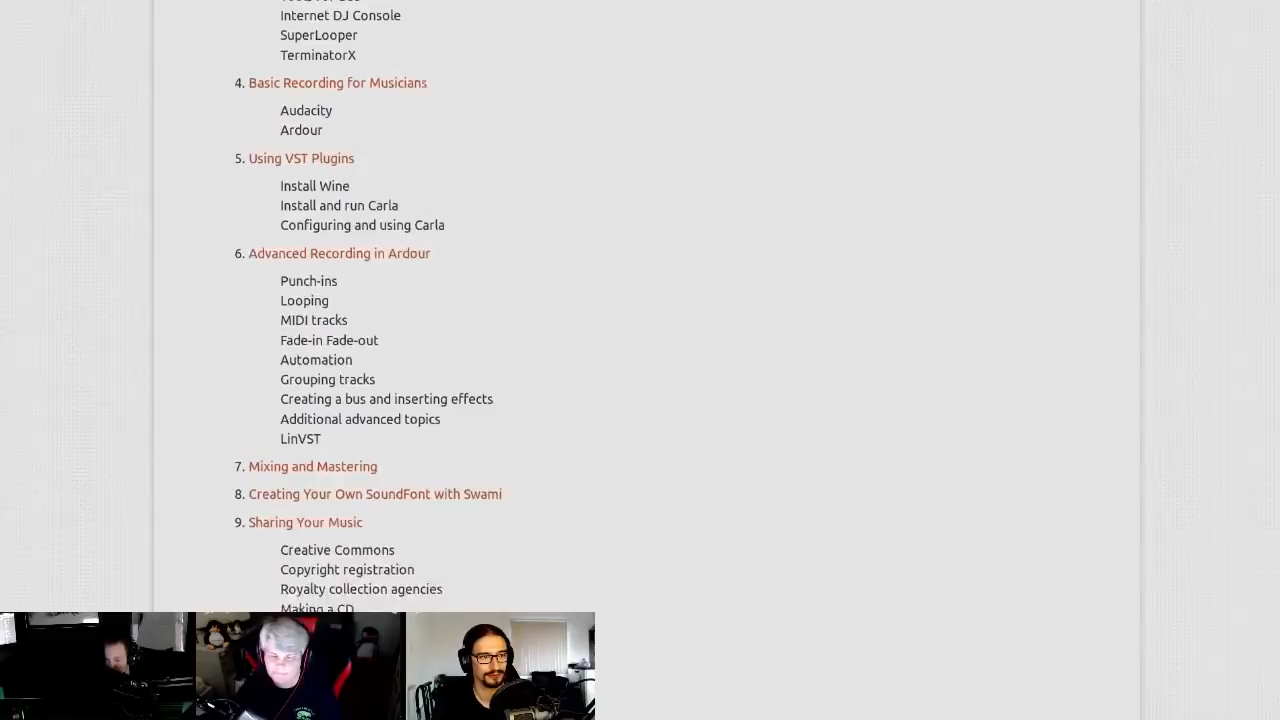 Internet DJ Console
SuperLooper
TerminatorX
4. Basic Recording for Musicians
Audacity
Ardour
5. Using VST Plugins
Install Wine
Install and run Carla
Configuring and using Carla
6. Advanced Recording in Ardour
Punch-ins
Looping
MIDI tracks
Fade-in Fade-out
Automation
Grouping tracks
Creating a bus and inserting effects
Additional advanced topics
LinVST
7. Mixing and Mastering
8. Creating Your Own SoundFont with Swami
9. Sharing Your Music
Creative Commons
Copyright registration
Royalty collection agencies
Making a CD